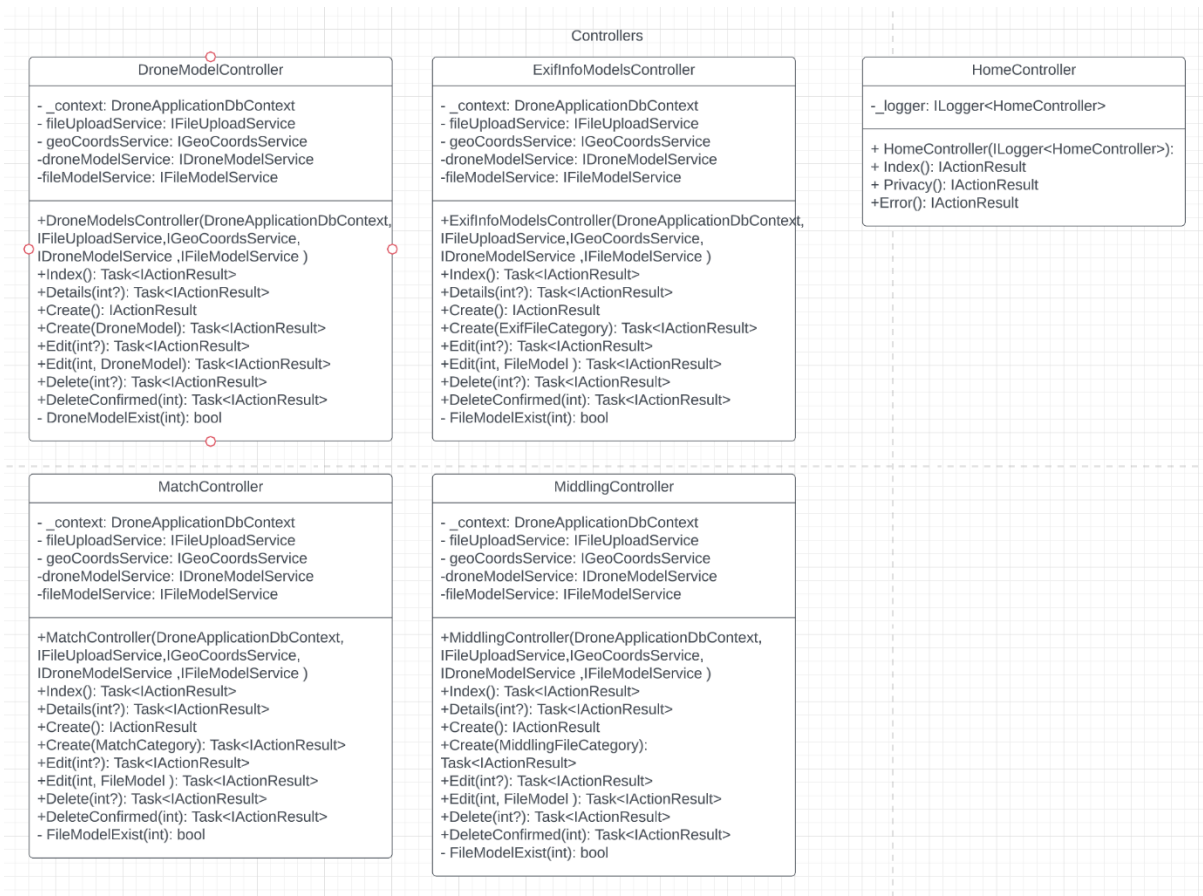 Controllers
DroneModelController
- _context: DroneApplicationDbContext
- fileUploadService: IFileUploadService
- geoCoordsService: IGeoCoordsService
-droneModelService: IDroneModelService
-fileModelService: IFileModelService
+DroneModelsController(DroneApplicationDbContext,
IFileUploadService,IGeoCoordsService,
IDroneModelService ,IFileModelService )
+Index(): Task<IActionResult>
+Details(int?): Task<IActionResult>
+Create(): IActionResult
+Create(DroneModel): Task<IActionResult>
+Edit(int?): Task<IActionResult>
+Edit(int, DroneModel): Task<IActionResult>
+Delete(int?): Task<IActionResult>
+DeleteConfirmed(int): Task<IActionResult>
- DroneModelExist(int): bool
ExifInfoModelsController
- _context: DroneApplicationDbContext
- fileUploadService: IFileUploadService
- geoCoordsService: IGeoCoordsService
-droneModelService: IDroneModelService
-fileModelService: IFileModelService
+ExifInfoModelsController(DroneApplicationDbContext,
IFileUploadService,IGeoCoordsService,
IDroneModelService ,IFileModelService )
+Index(): Task<IActionResult>
+Details(int?): Task<IActionResult>
+Create(): IActionResult
+Create(ExifFileCategory): Task<IActionResult>
+Edit(int?): Task<IActionResult>
+Edit(int, FileModel ): Task<IActionResult>
+Delete(int?): Task<IActionResult>
+DeleteConfirmed(int): Task<IActionResult>
- FileModelExist(int): bool
HomeController
-_logger: ILogger<HomeController>
+ HomeController(ILogger<HomeController>):
+ Index(): IActionResult
+ Privacy(): IActionResult
+Error(): IActionResult
MatchController
- _context: DroneApplicationDbContext
- fileUploadService: IFileUploadService
- geoCoordsService: IGeoCoordsService
-droneModelService: IDroneModelService
-fileModelService: IFileModelService
+MatchController(DroneApplicationDbContext,
IFileUploadService,IGeoCoordsService,
IDroneModelService ,IFileModelService )
+Index(): Task<IActionResult>
+Details(int?): Task<IActionResult>
+Create(): IActionResult
+Create(MatchCategory): Task<IActionResult>
+Edit(int?): Task<IActionResult>
+Edit(int, FileModel ): Task<IActionResult>
+Delete(int?): Task<IActionResult>
+DeleteConfirmed(int): Task<IActionResult>
- FileModelExist(int): bool
MiddlingController
- _context: DroneApplicationDbContext
- fileUploadService: IFileUploadService
- geoCoordsService: IGeoCoordsService
-droneModelService: IDroneModelService
-fileModelService: IFileModelService
+MiddlingController(DroneApplicationDbContext,
IFileUploadService,IGeoCoordsService,
IDroneModelService ,IFileModelService )
+Index(): Task<IActionResult>
+Details(int?): Task<IActionResult>
+Create(): IActionResult
+Create(MiddlingFileCategory):
Task<IActionResult>
+Edit(int?): Task<IActionResult>
+Edit(int, FileModel ): Task<IActionResult>
+Delete(int?): Task<IActionResult>
+DeleteConfirmed(int): Task<IActionResult>
- FileModelExist(int): bool